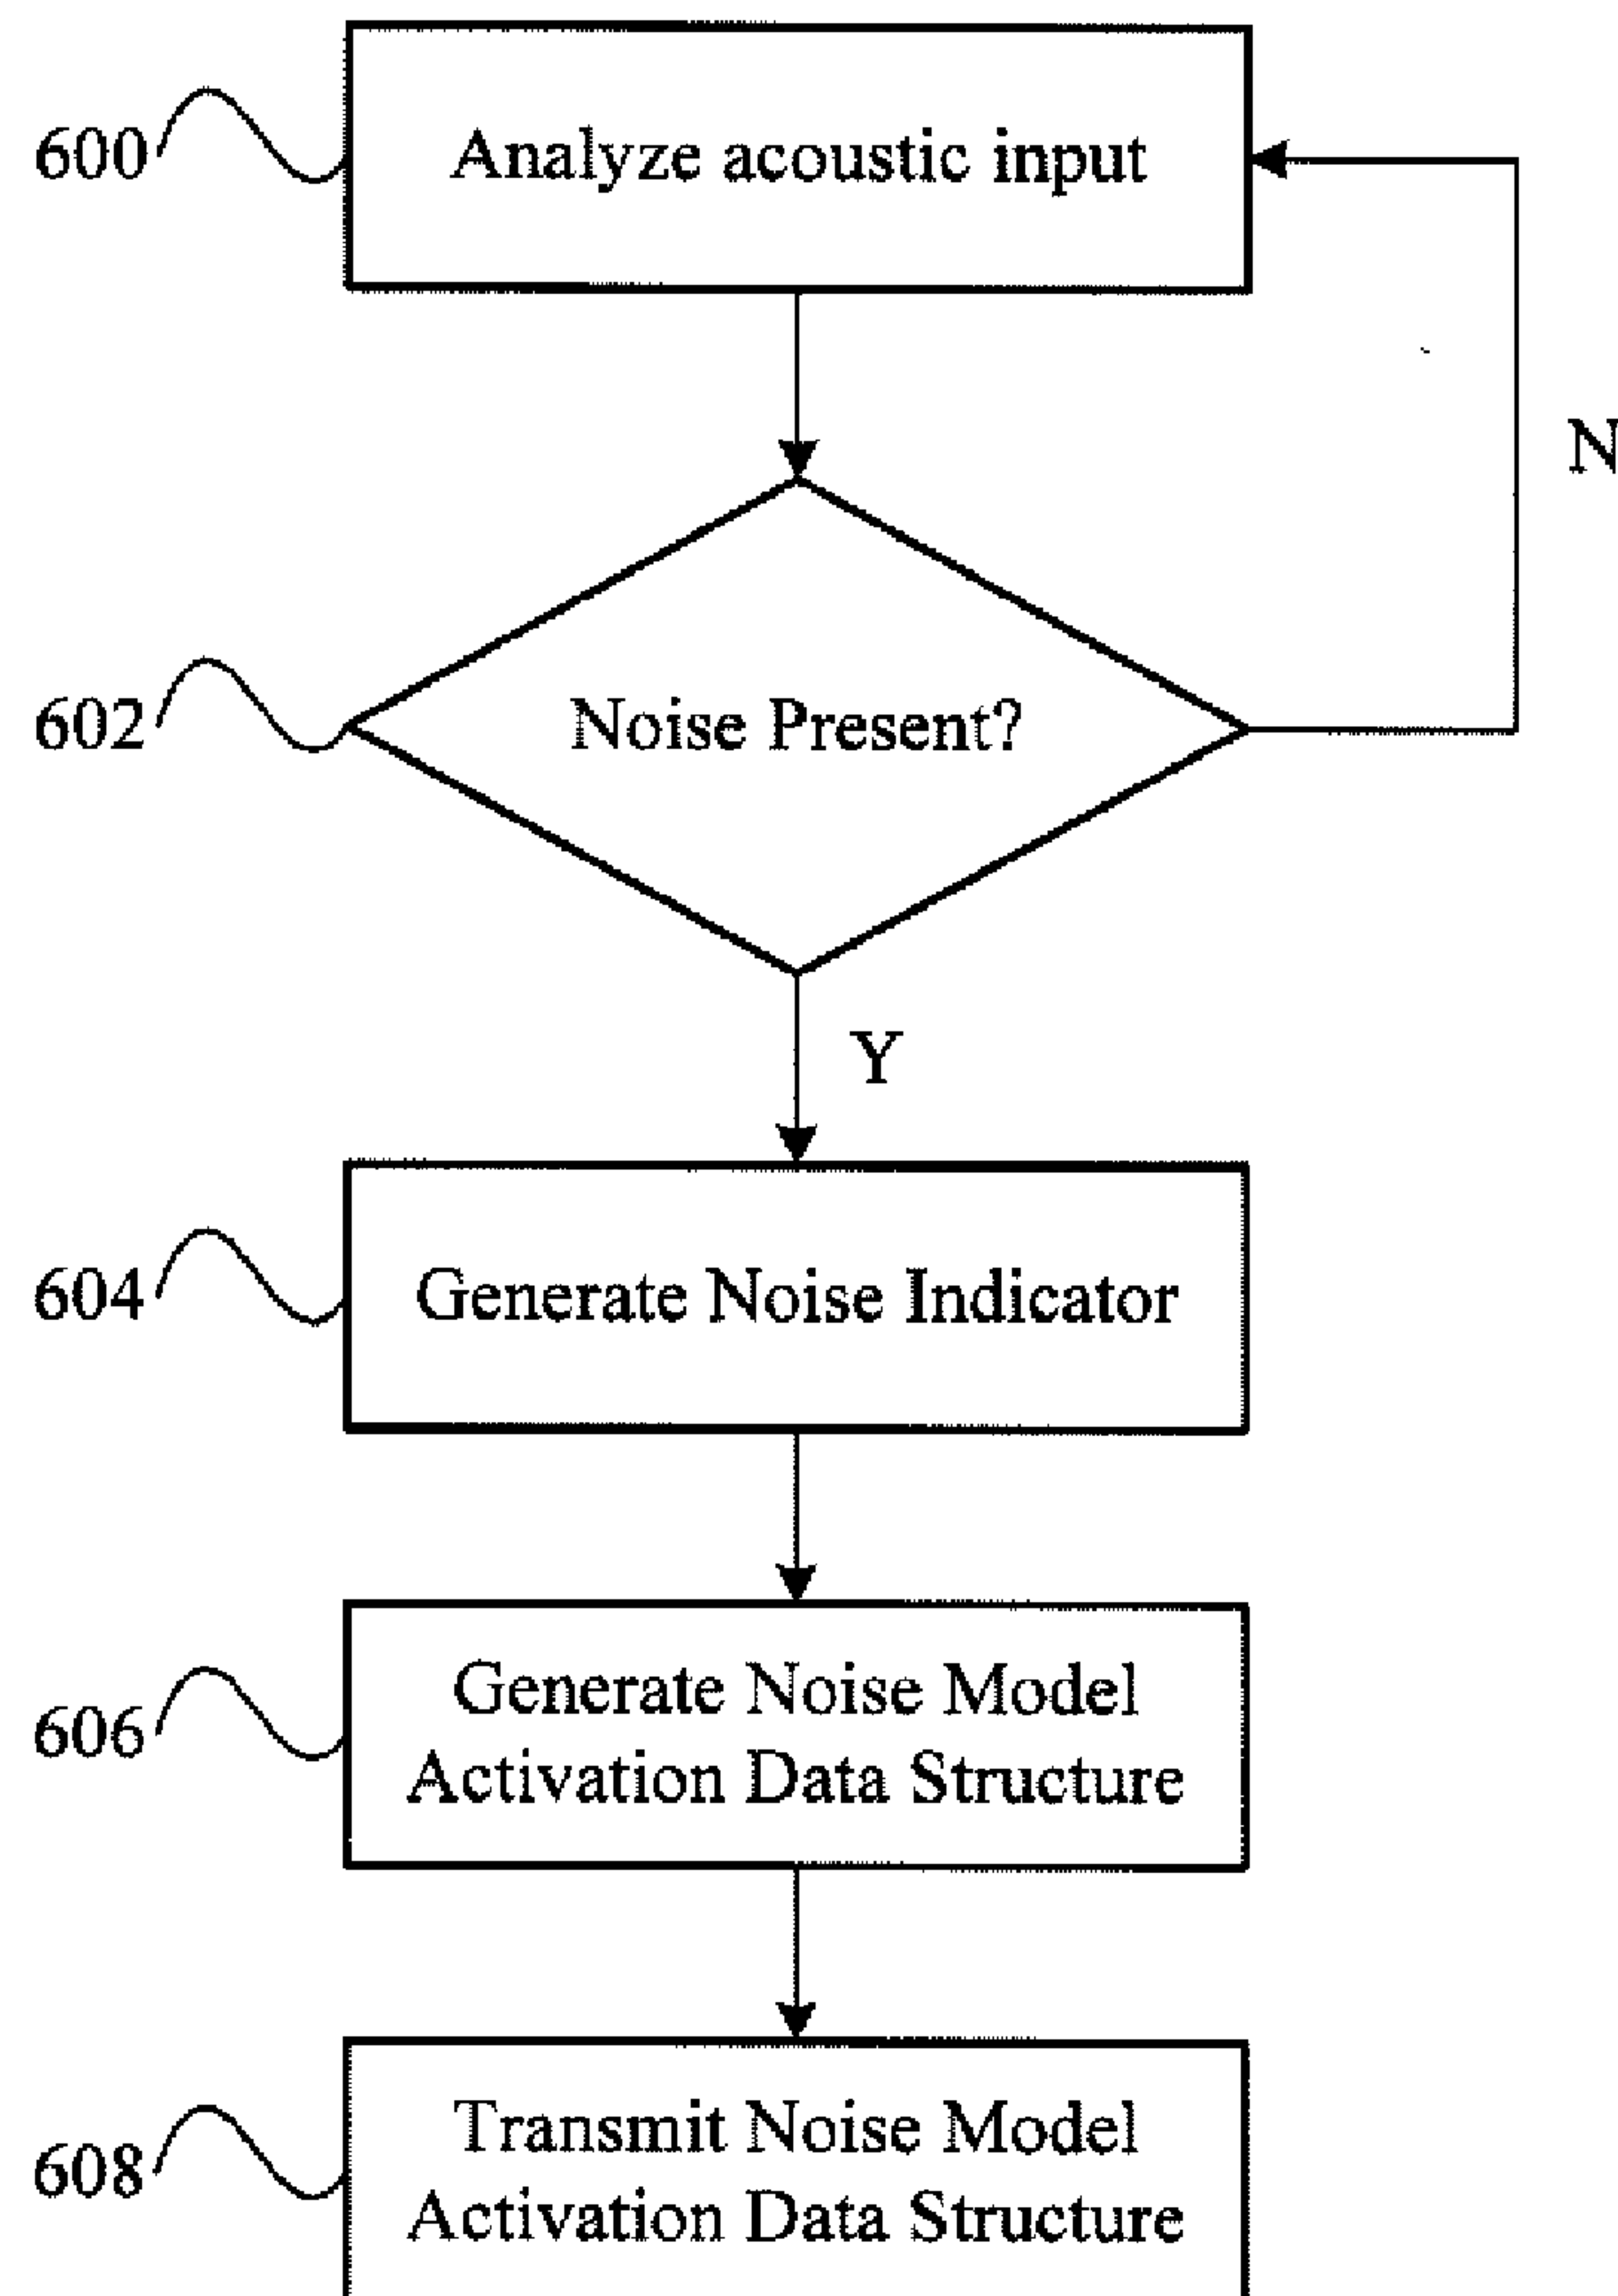 600
Analyze acoustic input
N
602
Noise Present?
Y
604
Generate Noise Indicator
606
Generate Noise Model
Activation Data Structure
608
Transmit Noise Model
Activation Data Structure